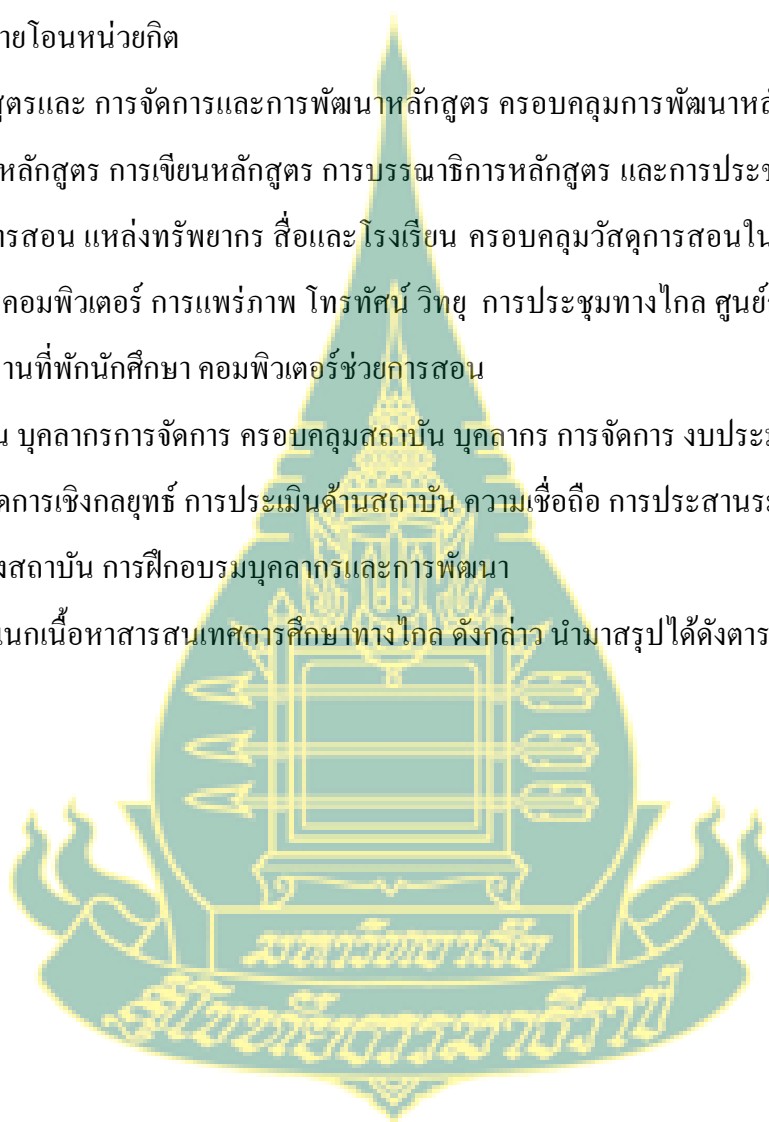 ายโอนหน่วยกิต
สูตรและ การจัดการและการพัฒนาหลักสูตร ครอบคลุมการพัฒนาหลั
หลักสูตร การเขียนหลักสูตร การบรรณาธิการหลักสูตร และการประช
ารสอน แหล่งทรัพยากร สื่อและโรงเรียน ครอบคลุมวัสดุการสอนใน
คอมพิวเตอร์ การแพร่ภาพ โทรทัศน์ วิทยุ การประชุมทางไกล ศูนย์
านที่พักนักศึกษา คอมพิวเตอร์ช่วยการสอน
น บุคลากรการจัดการ ครอบคลุมสถาบัน บุคลากร การจัดการ งบประม
ดการเชิงกลยุทธ์ การประเมินด้านสถาบัน ความเชื่อถือ การประสานระ
งสถาบัน การฝึกอบรมบุคลากรและการพัฒนา
แนกเนื้อหาสารสนเทศการศึกษาทางไกล ดังกล่าว นำมาสรุปได้ดังตาร
มหาวิทยาลัย
สุโขทัยธรรมาธิราช